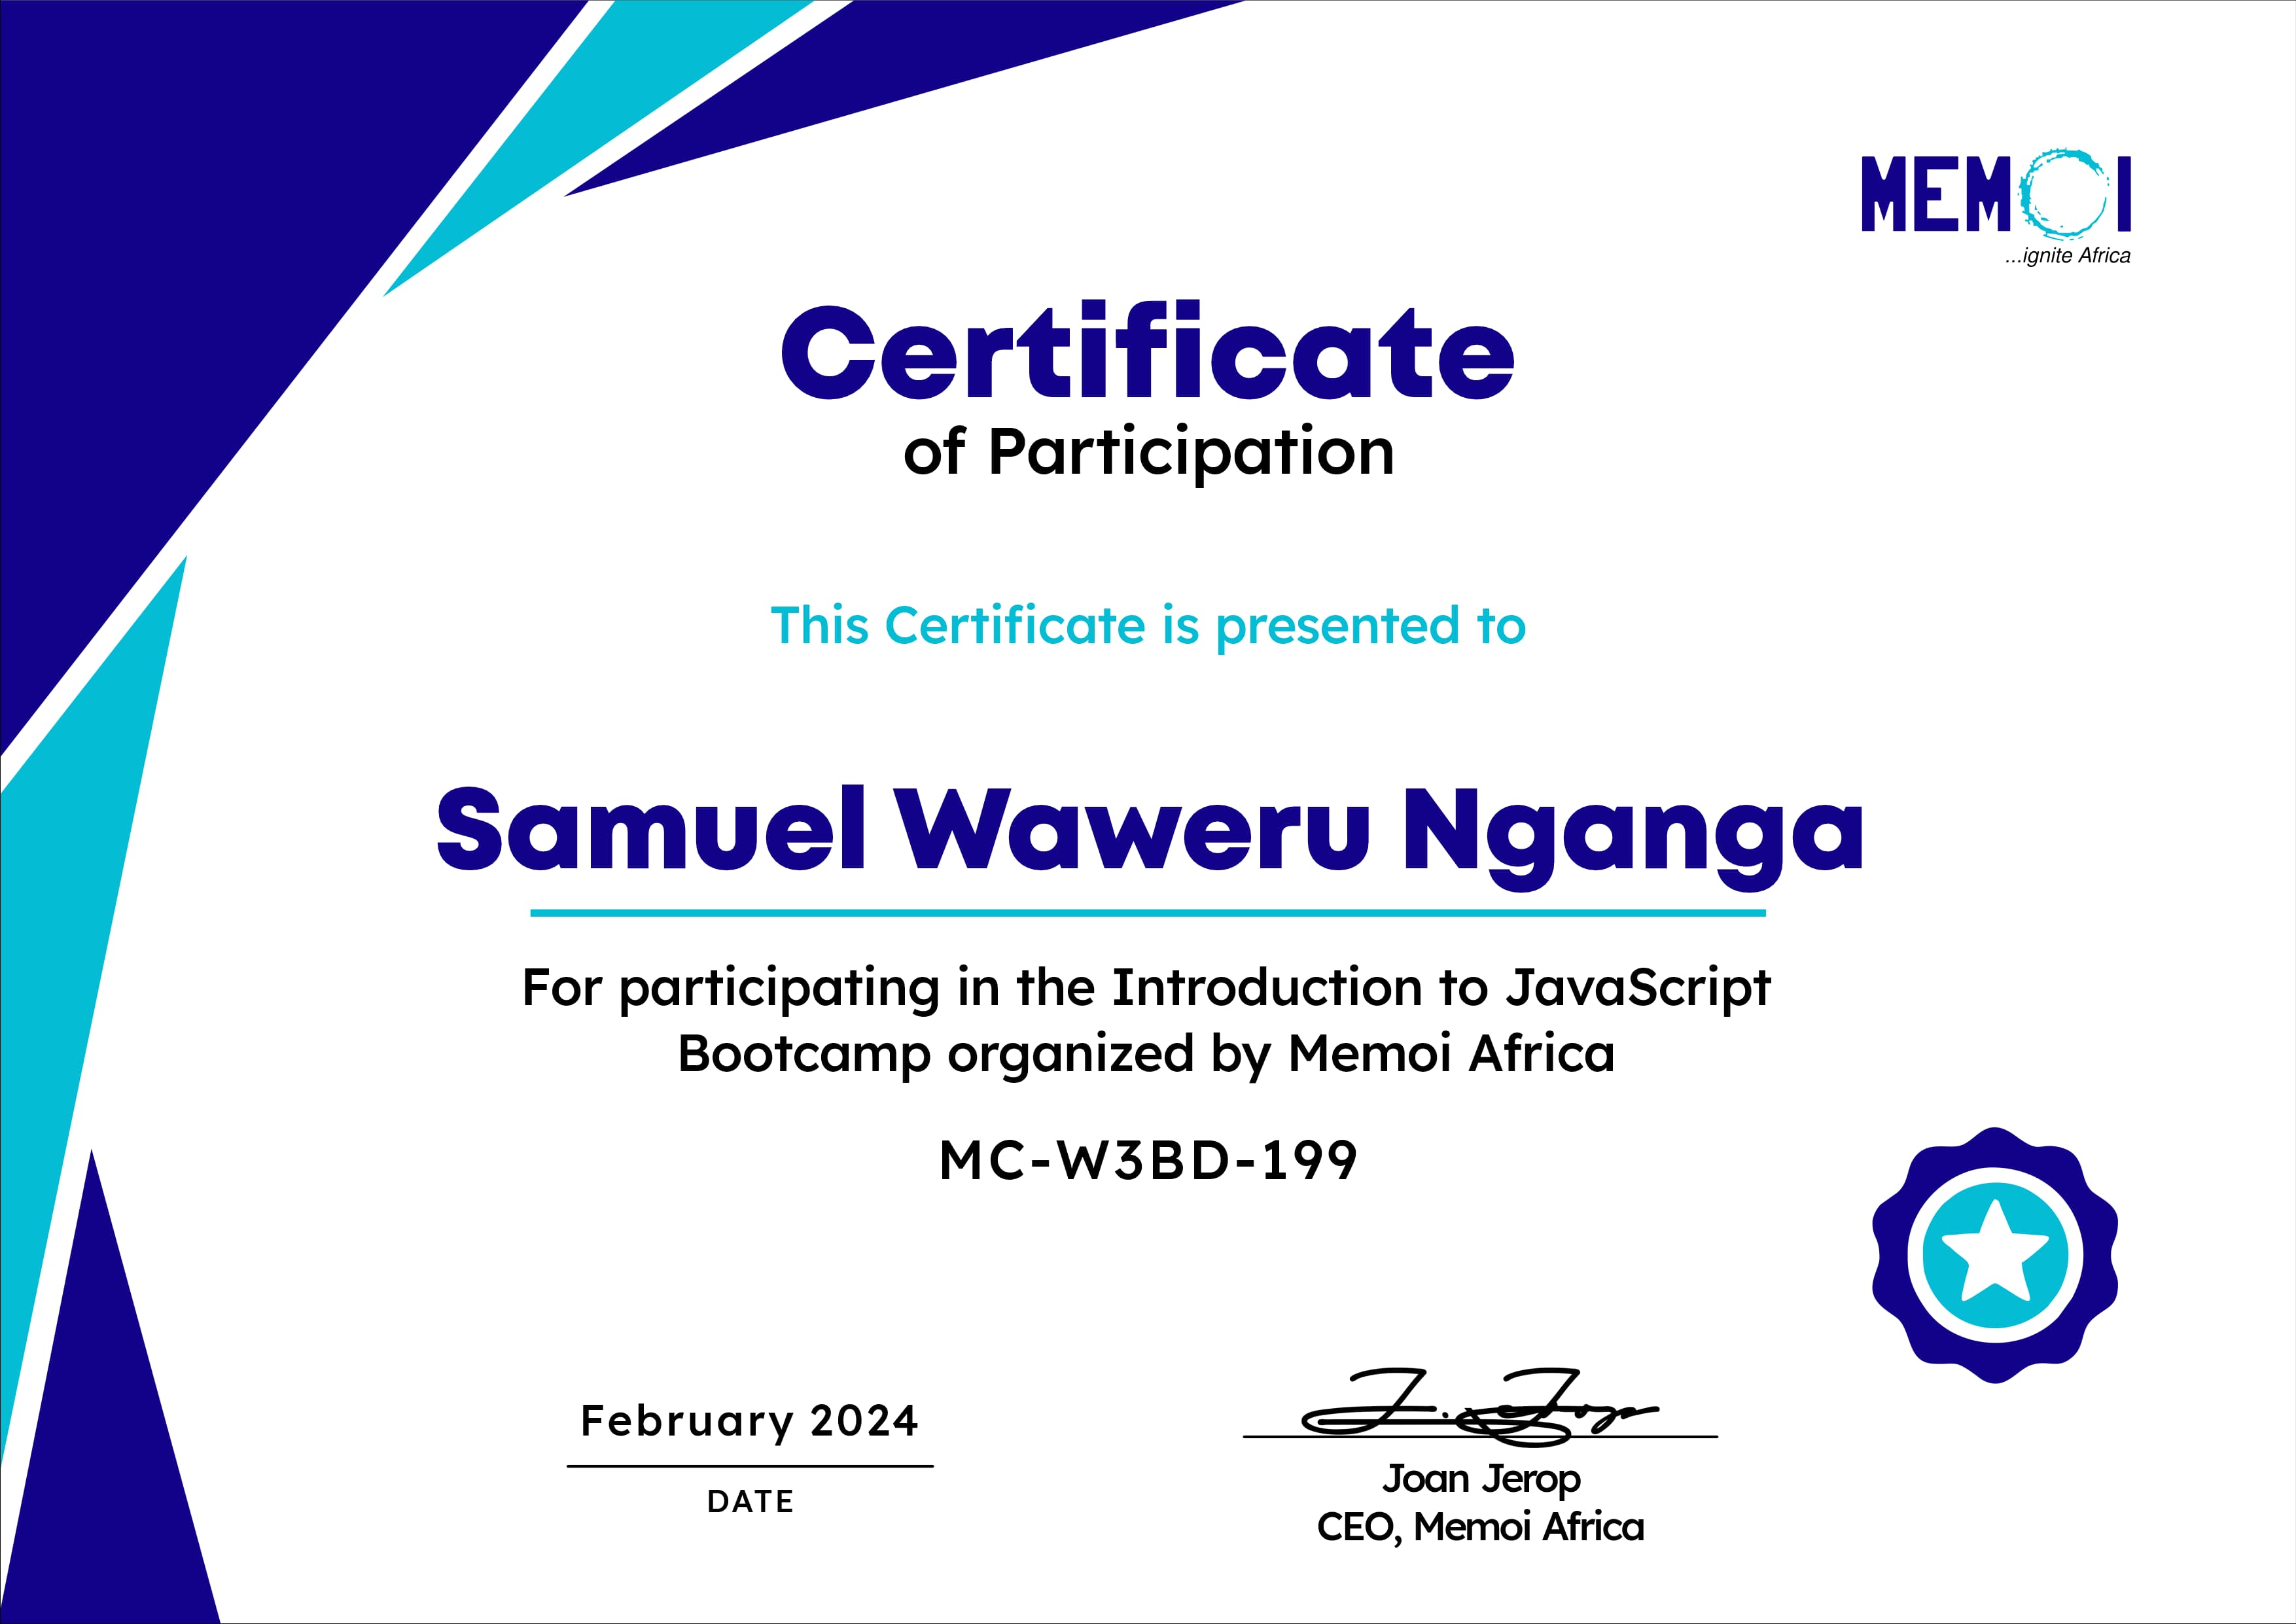 MEMOI
...ignite Africa
Certificate
of Participation
This Certificate is presented to
Samuel Waweru Nganga
For participating in the Introduction to JavaScript
Bootcamp organized by Memoi Africa
MC-W3BD-199
February 2024
DATE
Joan Jerop
CEO, Memoi Africa